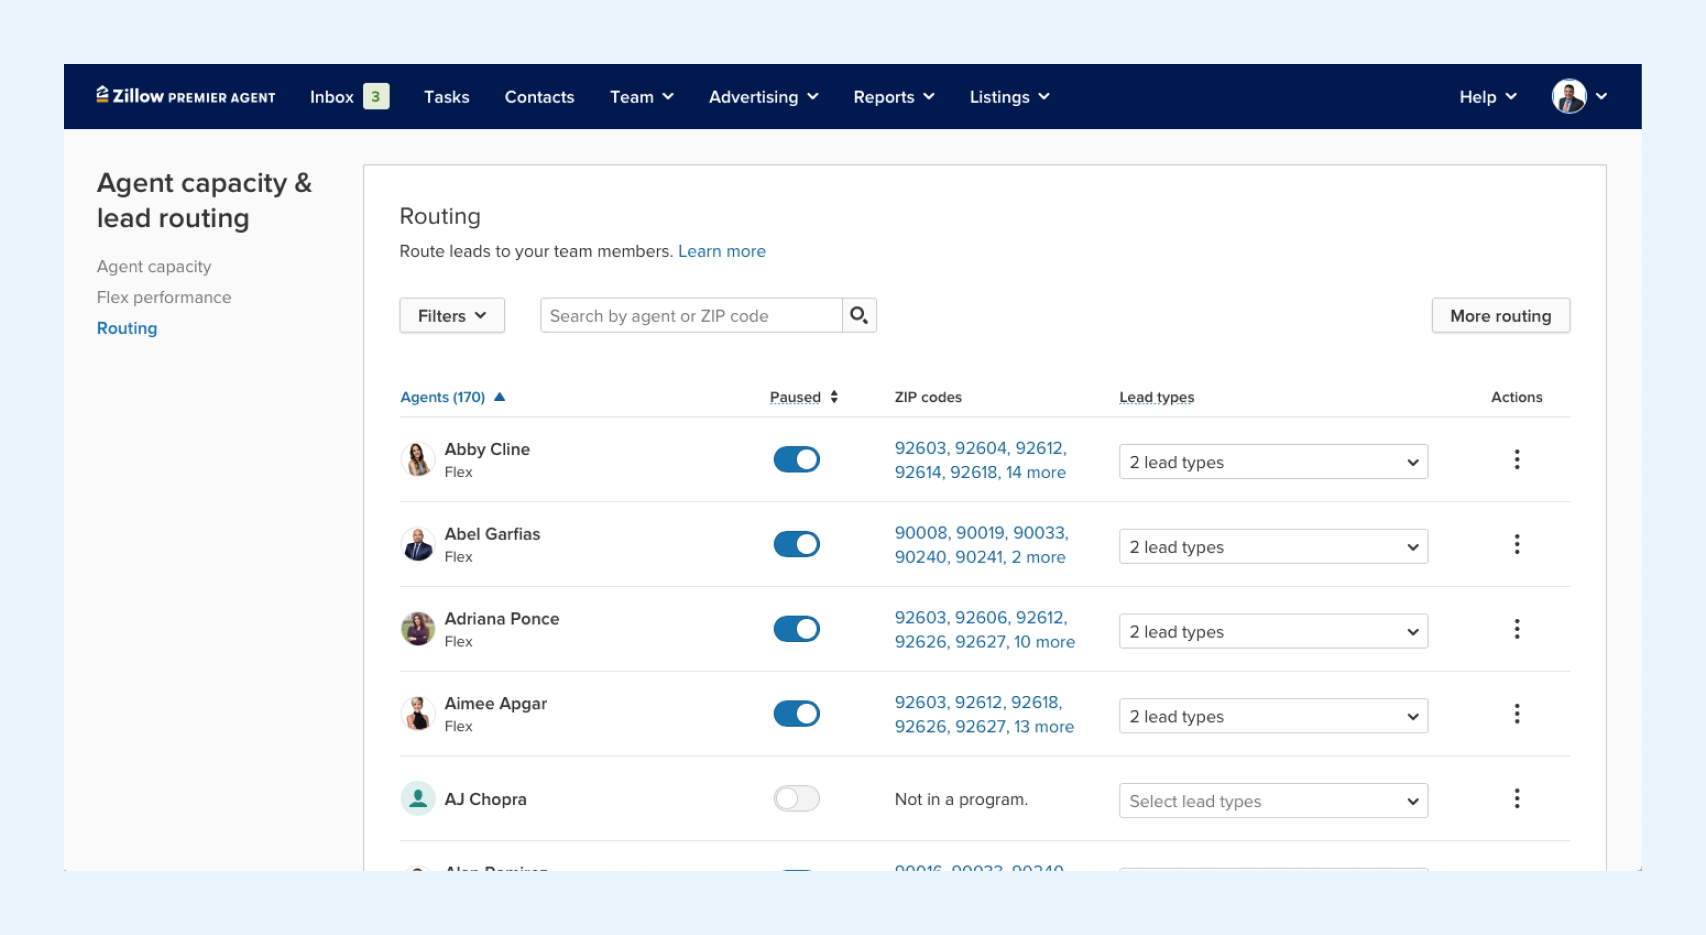 Zillow PREMIER AGENT Inbox 3 Tasks Contacts Team Advertising Reports Listings Help
Agent capacity &
lead routing
Agent capacity
Flex performance
Routing
Routing
Route leads to your team members. Learn more
Filters Search by agent or ZIP code More routing
Agents (170) Paused ZIP codes Lead types Actions
Abby Cline
Flex
92603, 92604, 92612,
92614, 92618, 14 more
2 lead types
Abel Garfias
Flex
90008, 90019, 90033,
90240, 90241, 2 more
2 lead types
Adriana Ponce
Flex
92603, 92606, 92612,
92626, 92627, 10 more
2 lead types
Aimee Apgar
Flex
92603, 92612, 92618,
92626, 92627, 13 more
2 lead types
AJ Chopra
Not in a program.
Select lead types